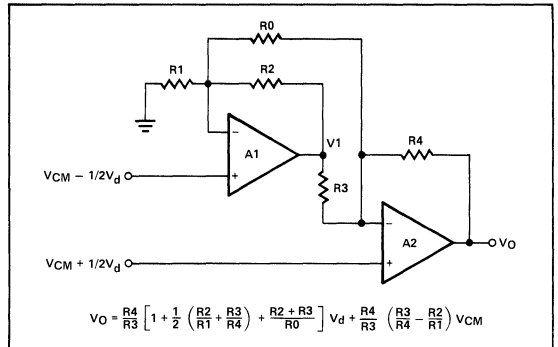 R0
R1
R2
V1
R4
A1
R3
VCM − 1/2Vd
A2
VO
VCM + 1/2Vd
VO = R4/R3 [1 + 1/2 (R2/R1 + R3/R4) + R2 + R3/R0] Vd + R4/R3 (R3/R4 − R2/R1) VCM
−
+
−
+